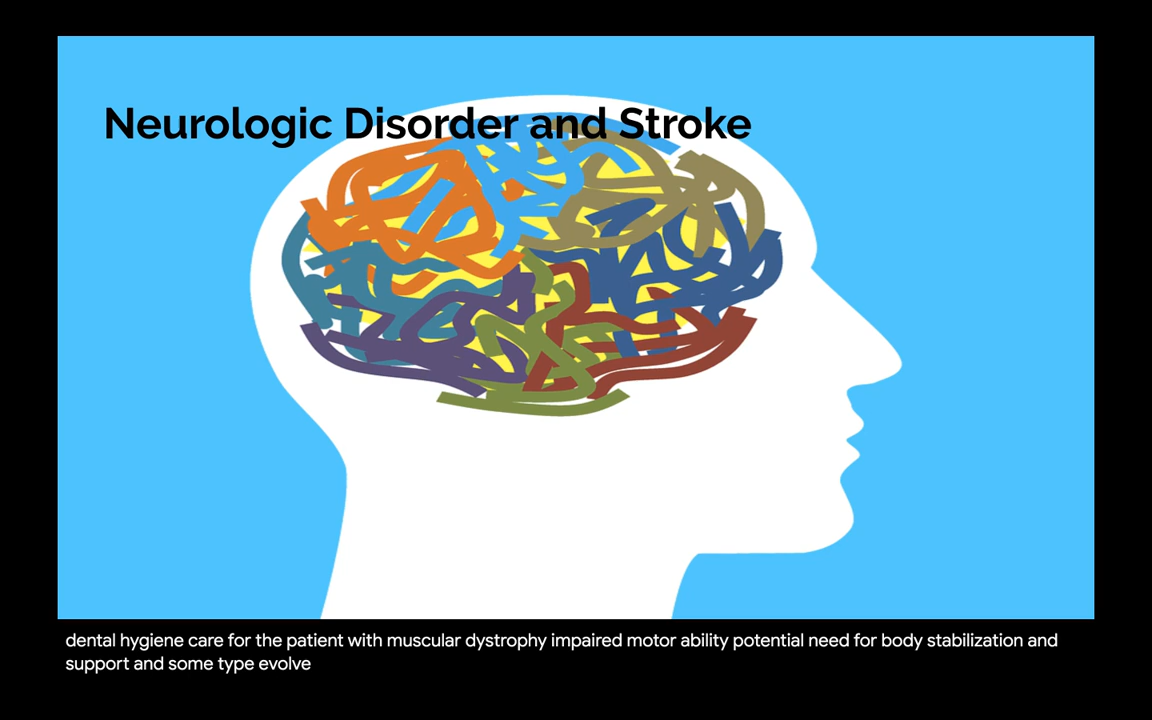 Neurologic Disorder and Stroke
dental hygiene care for the patient with muscular dystrophy impaired motor ability potential need for body stabilization and
support and some type evolve